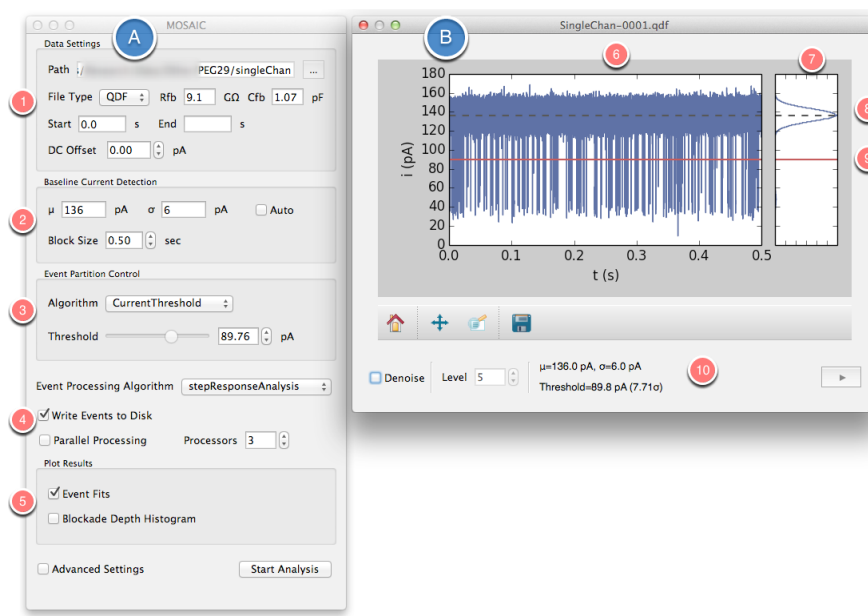 MOSAIC
A
Data Settings
Path PEG29/singleChan ...
1
File Type QDF Rfb 9.1 GΩ Cfb 1.07 pF
Start 0.0 s End s
DC Offset 0.00 pA
Baseline Current Detection
2
μ 136 pA σ 6 pA Auto
Block Size 0.50 sec
Event Partition Control
3
Algorithm CurrentThreshold
Threshold 89.76 pA
Event Processing Algorithm stepResponseAnalysis
4
Write Events to Disk
Parallel Processing Processors 3
Plot Results
5
Event Fits
Blockade Depth Histogram
Advanced Settings Start Analysis
SingleChan-0001.qdf
B
6
7
8
9
i (pA)
180
160
140
120
100
80
60
40
20
0
0.0 0.1 0.2 0.3 0.4 0.5
t (s)
Denoise Level 5
μ=136.0 pA, σ=6.0 pA
Threshold=89.8 pA (7.71σ)
10